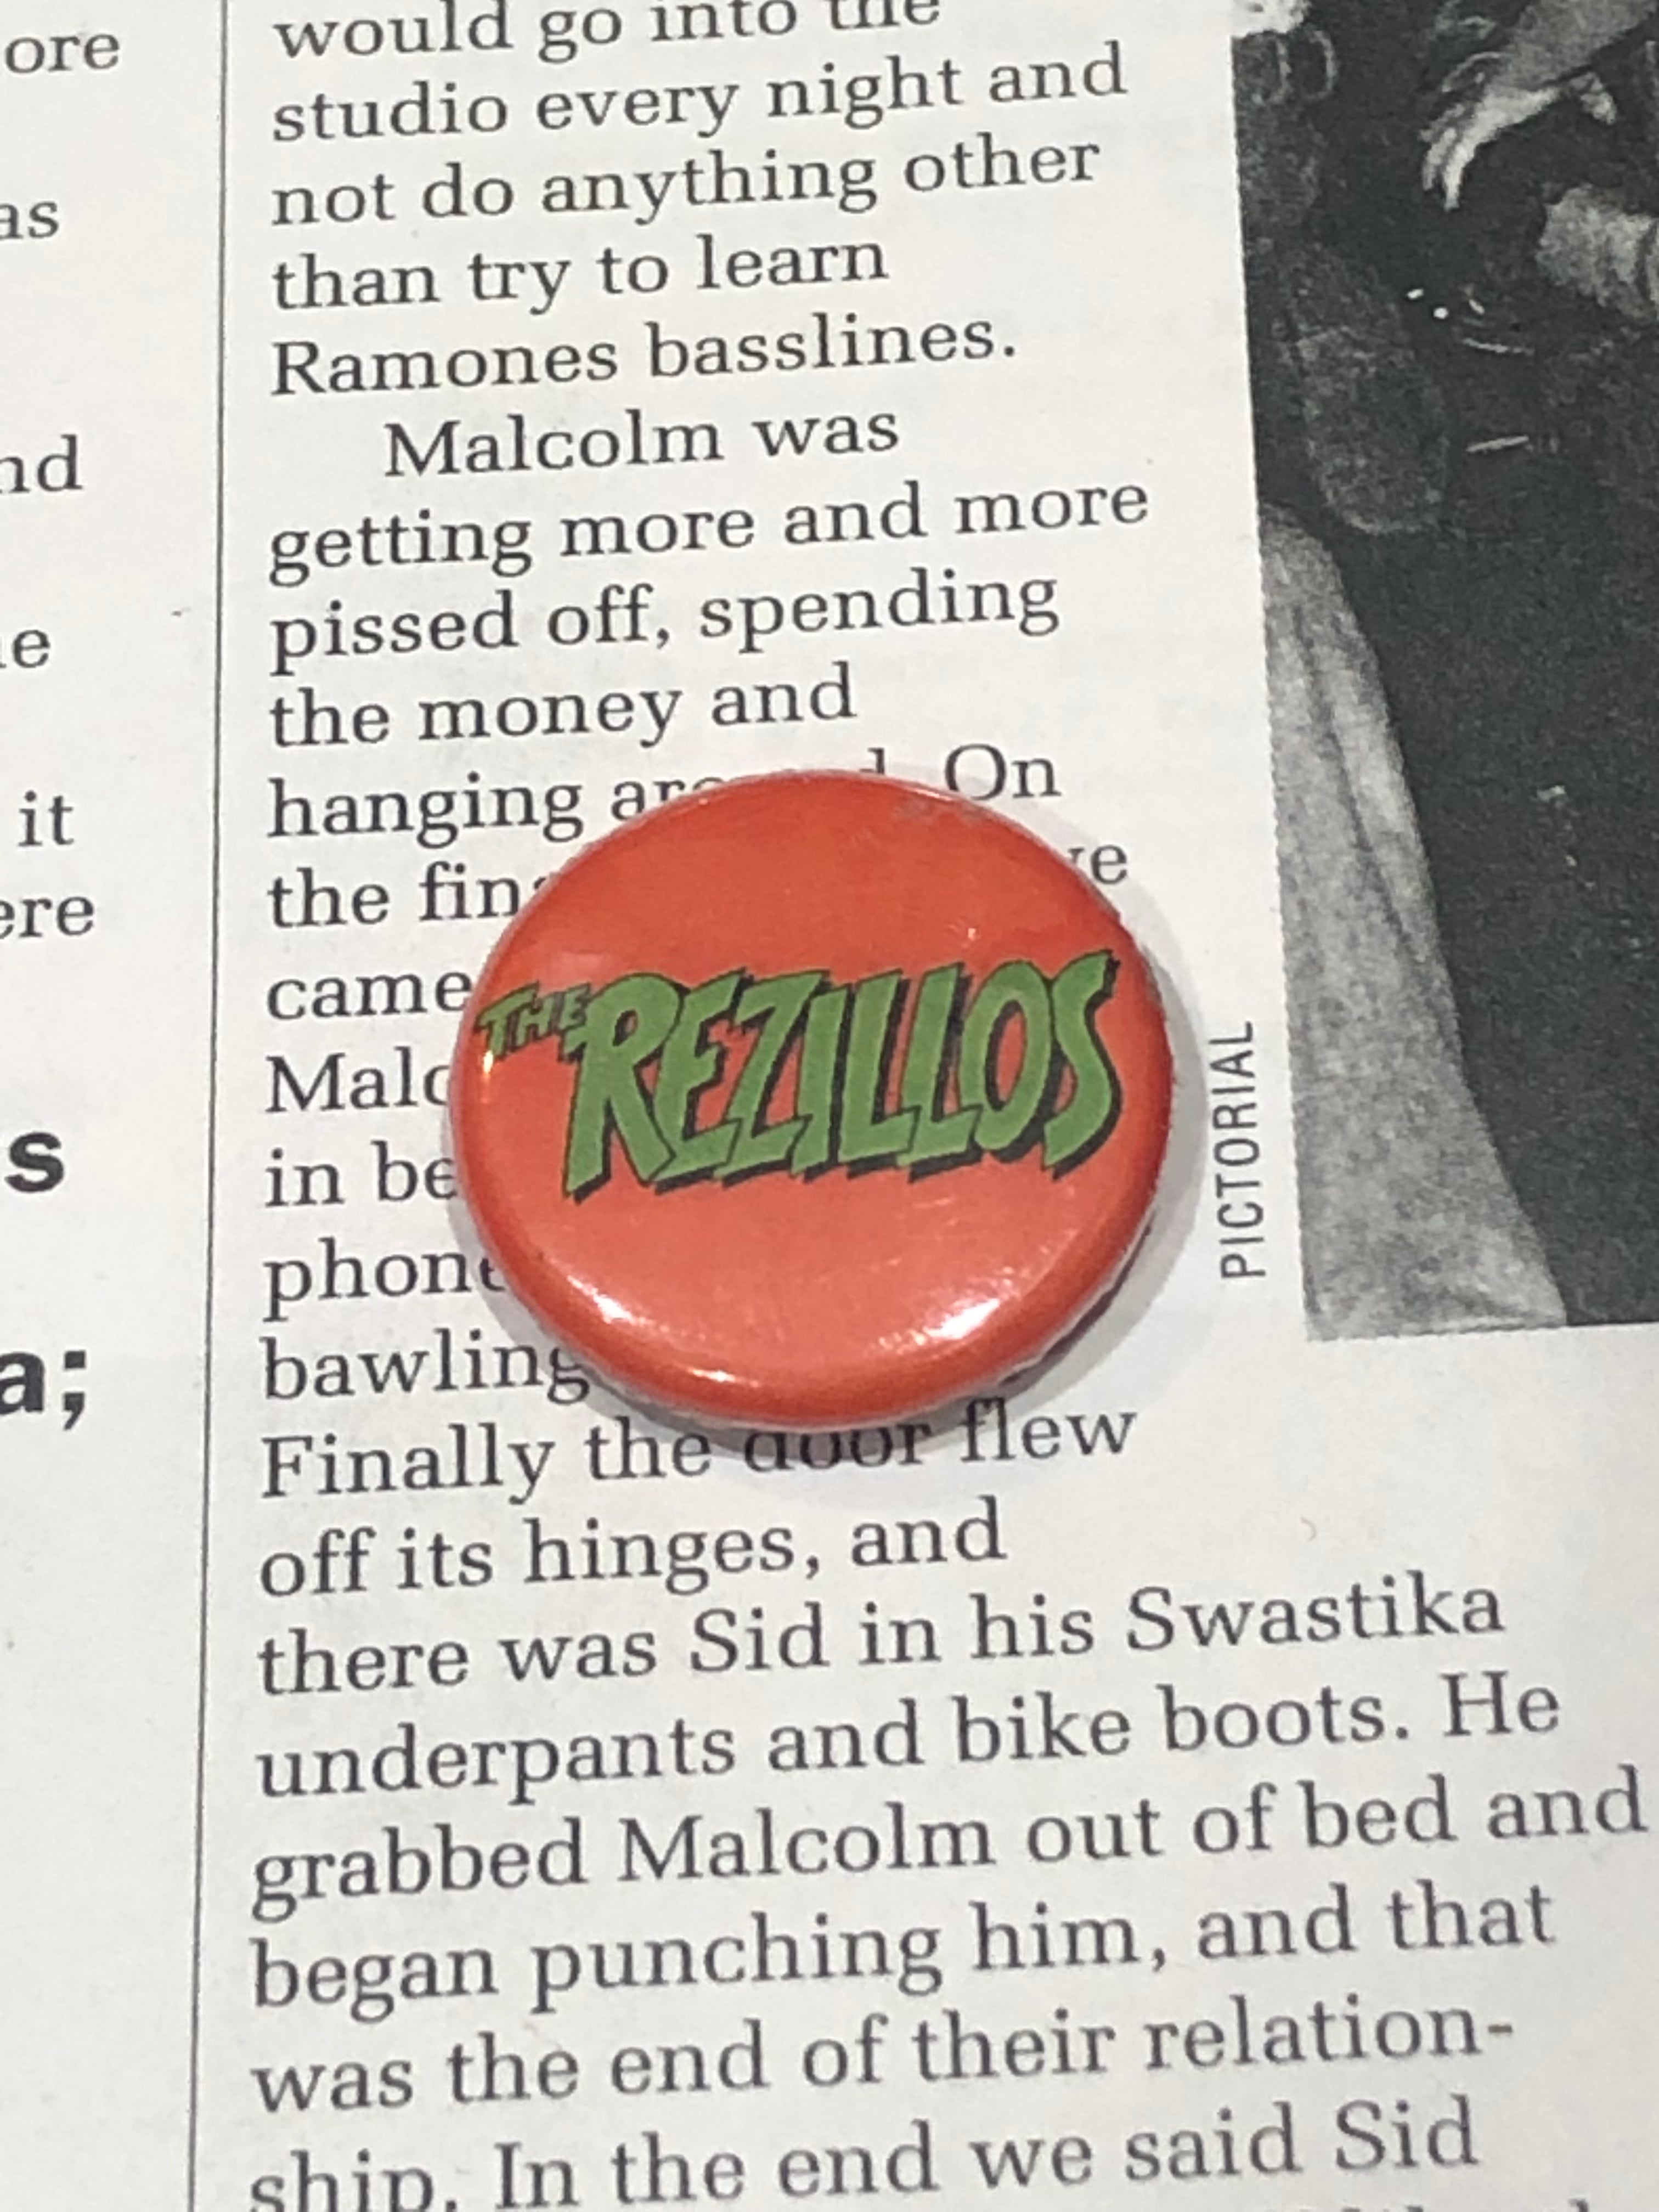 ore
as
nd
it
ere
s
a;
would go into the
studio every night and
not do anything other
than try to learn
Ramones basslines.
Malcolm was
getting more and more
pissed off, spending
the money and
hanging On
the
came
in
bawling
Finally the door flew
off its hinges, and
there was Sid in his Swastika
underpants and bike boots. He
grabbed Malcolm out of bed and
began punching him, and that
was the end of their relation-
ship. In the end we said Sid
THE REZILLOS
PICTORIAL